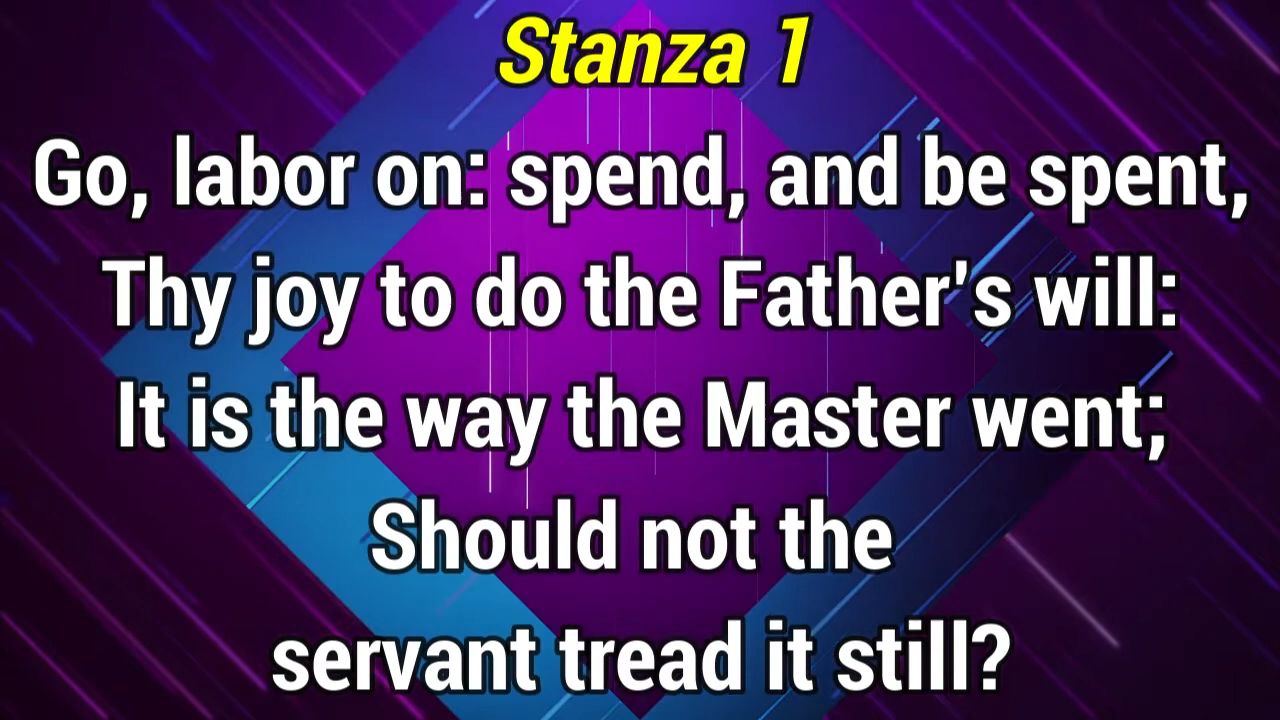 Stanza 1
Go, labor on: spend, and be spent,
Thy joy to do the Father's will:
It is the way the Master went;
Should not the
servant tread it still?